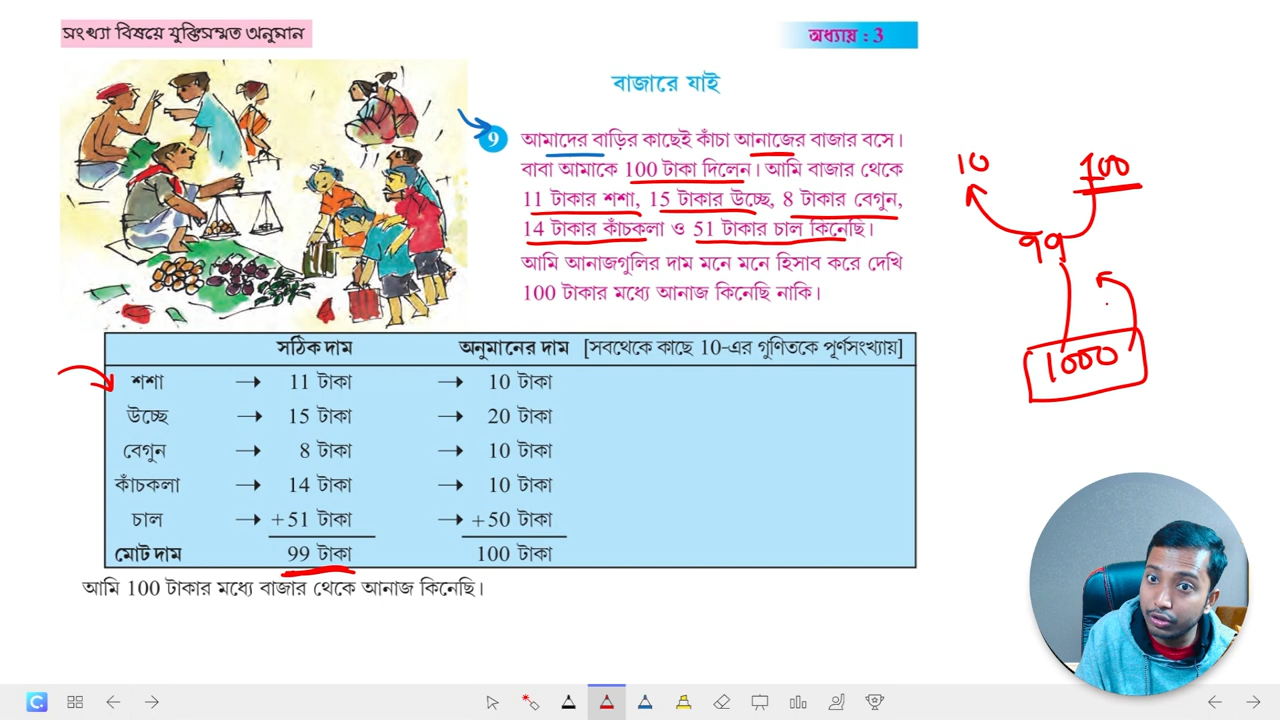 সংখ্যা বিষয়ে যুক্তিসম্মত অনুমান
অধ্যায় : 3
বাজারে যাই
9 আমাদের বাড়ির কাছেই কাঁচা আনাজের বাজার বসে।
বাবা আমাকে 100 টাকা দিলেন। আমি বাজার থেকে
11 টাকার শশা, 15 টাকার উচ্ছে, 8 টাকার বেগুন,
14 টাকার কাঁচকলা ও 51 টাকার চাল কিনেছি।
আমি আনাজগুলির দাম মনে মনে হিসাব করে দেখি
100 টাকার মধ্যে আনাজ কিনেছি নাকি।
সঠিক দাম অনুমানের দাম [সবথেকে কাছে 10-এর গুণিতকে পূর্ণসংখ্যায়]
শশা → 11 টাকা → 10 টাকা
উচ্ছে → 15 টাকা → 20 টাকা
বেগুন → 8 টাকা → 10 টাকা
কাঁচকলা → 14 টাকা → 10 টাকা
চাল → +51 টাকা → +50 টাকা
মোট দাম 99 টাকা 100 টাকা
আমি 100 টাকার মধ্যে বাজার থেকে আনাজ কিনেছি।
10 100
99
1000
C